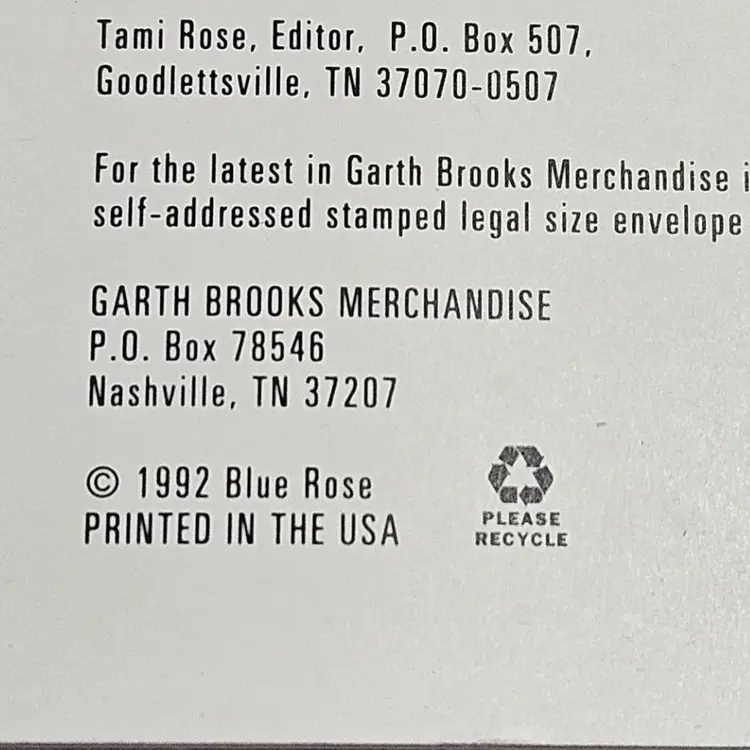 Tami Rose, Editor, P.O. Box 507,
Goodlettsville, TN 37070-0507
For the latest in Garth Brooks Merchandise
self-addressed stamped legal size envelope
GARTH BROOKS MERCHANDISE
P.O. Box 78546
Nashville, TN 37207
© 1992 Blue Rose
PRINTED IN THE USA
PLEASE
RECYCLE